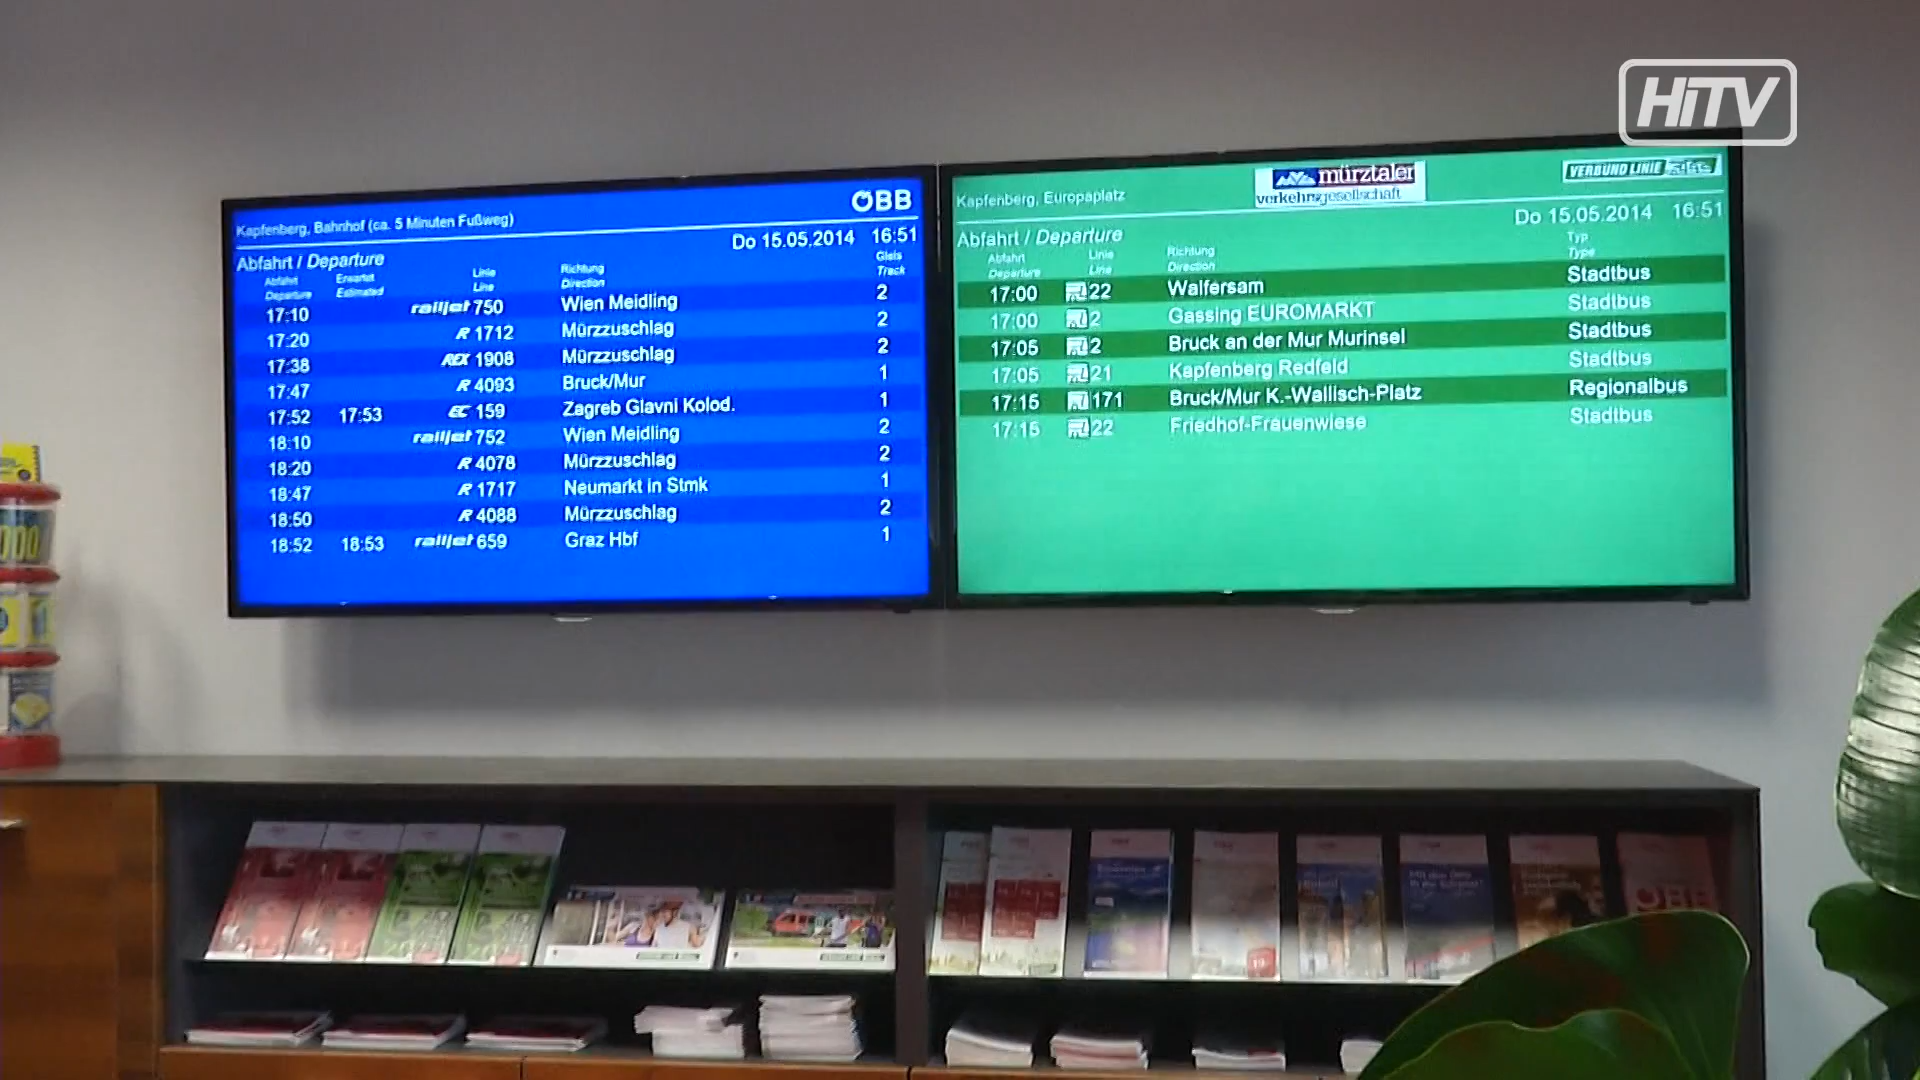 HiTV
Kapfenberg, Bahnhof (ca. 5 Minuten Fußweg)
ÖBB
Do 15.05.2014 16:51
Abfahrt / Departure
Abfahrt Erwartet Linie Richtung Gleis
Departure Estimated Line Direction Track
17:10 railjet 750 Wien Meidling 2
17:20 R 1712 Mürzzuschlag 2
17:38 REX 1908 Mürzzuschlag 2
17:47 R 4093 Bruck/Mur 1
17:52 17:53 EC 159 Zagreb Glavni Kolod. 1
18:10 railjet 752 Wien Meidling 2
18:20 R 4078 Mürzzuschlag 2
18:47 R 1717 Neumarkt in Stmk 1
18:50 R 4088 Mürzzuschlag 2
18:52 18:53 railjet 659 Graz Hbf 1
Kapfenberg, Europaplatz
mürztaler
verkehrsgesellschaft
VERBUND LINIE
Do 15.05.2014 16:51
Abfahrt / Departure
Abfahrt Linie Richtung Typ
Departure Line Direction Type
17:00 22 Walfersam Stadtbus
17:00 2 Gassing EUROMARKT Stadtbus
17:05 2 Bruck an der Mur Murinsel Stadtbus
17:05 21 Kapfenberg Redfeld Stadtbus
17:15 171 Bruck/Mur K.-Wallisch-Platz Regionalbus
17:15 22 Friedhof-Frauenwiese Stadtbus
ÖBB